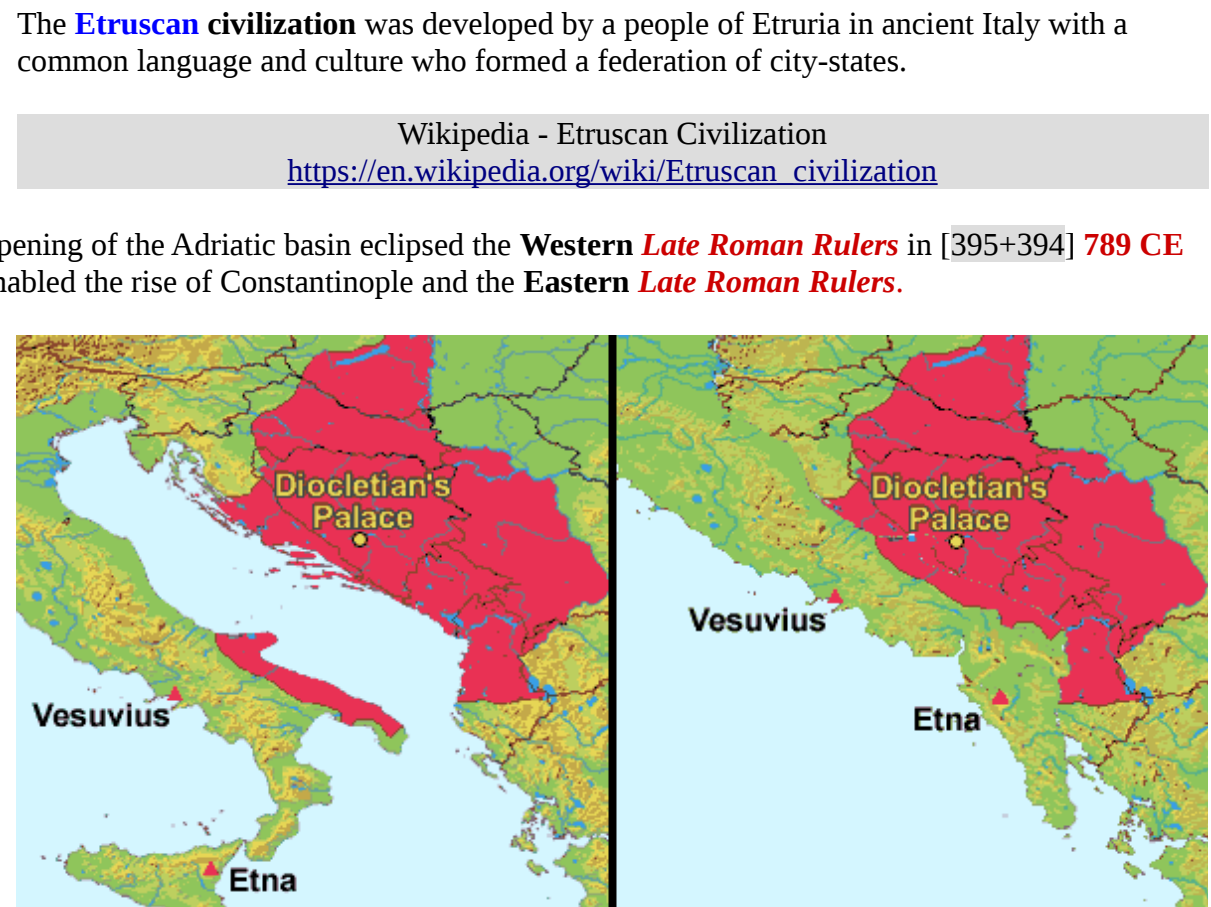 The Etruscan civilization was developed by a people of Etruria in ancient Italy with a
common language and culture who formed a federation of city-states.
Wikipedia - Etruscan Civilization
https://en.wikipedia.org/wiki/Etruscan_civilization
pening of the Adriatic basin eclipsed the Western Late Roman Rulers in [395+394] 789 CE
nabled the rise of Constantinople and the Eastern Late Roman Rulers.
Diocletian's
Palace
Vesuvius
Etna
Diocletian's
Palace
Vesuvius
Etna